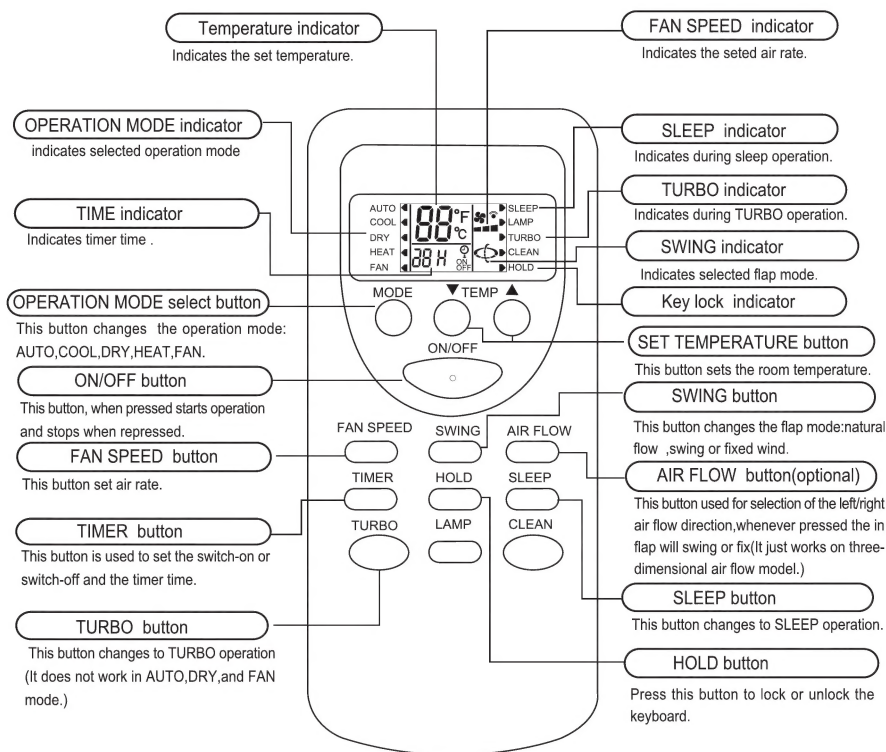 Temperature indicator
Indicates the set temperature.
FAN SPEED indicator
Indicates the seted air rate.
OPERATION MODE indicator
indicates selected operation mode
TIME indicator
Indicates timer time .
OPERATION MODE select button
This button changes the operation mode:
AUTO,COOL,DRY,HEAT,FAN.
ON/OFF button
This button, when pressed starts operation
and stops when repressed.
FAN SPEED button
This button set air rate.
TIMER button
This button is used to set the switch-on or
switch-off and the timer time.
TURBO button
This button changes to TURBO operation
(It does not work in AUTO,DRY,and FAN
mode.)
AUTO
COOL
DRY
HEAT
FAN
88°F
°C
88H
ON
OFF
SLEEP
LAMP
TURBO
CLEAN
HOLD
MODE ▼TEMP ▲
ON/OFF
FAN SPEED SWING AIR FLOW
TIMER HOLD SLEEP
TURBO LAMP CLEAN
SLEEP indicator
Indicates during sleep operation.
TURBO indicator
Indicates during TURBO operation.
SWING indicator
Indicates selected flap mode.
Key lock indicator
SET TEMPERATURE button
This button sets the room temperature.
SWING button
This button changes the flap mode:natural
flow ,swing or fixed wind.
AIR FLOW button(optional)
This button used for selection of the left/right
air flow direction,whenever pressed the in
flap will swing or fix(It just works on three-
dimensional air flow model.)
SLEEP button
This button changes to SLEEP operation.
HOLD button
Press this button to lock or unlock the
keyboard.